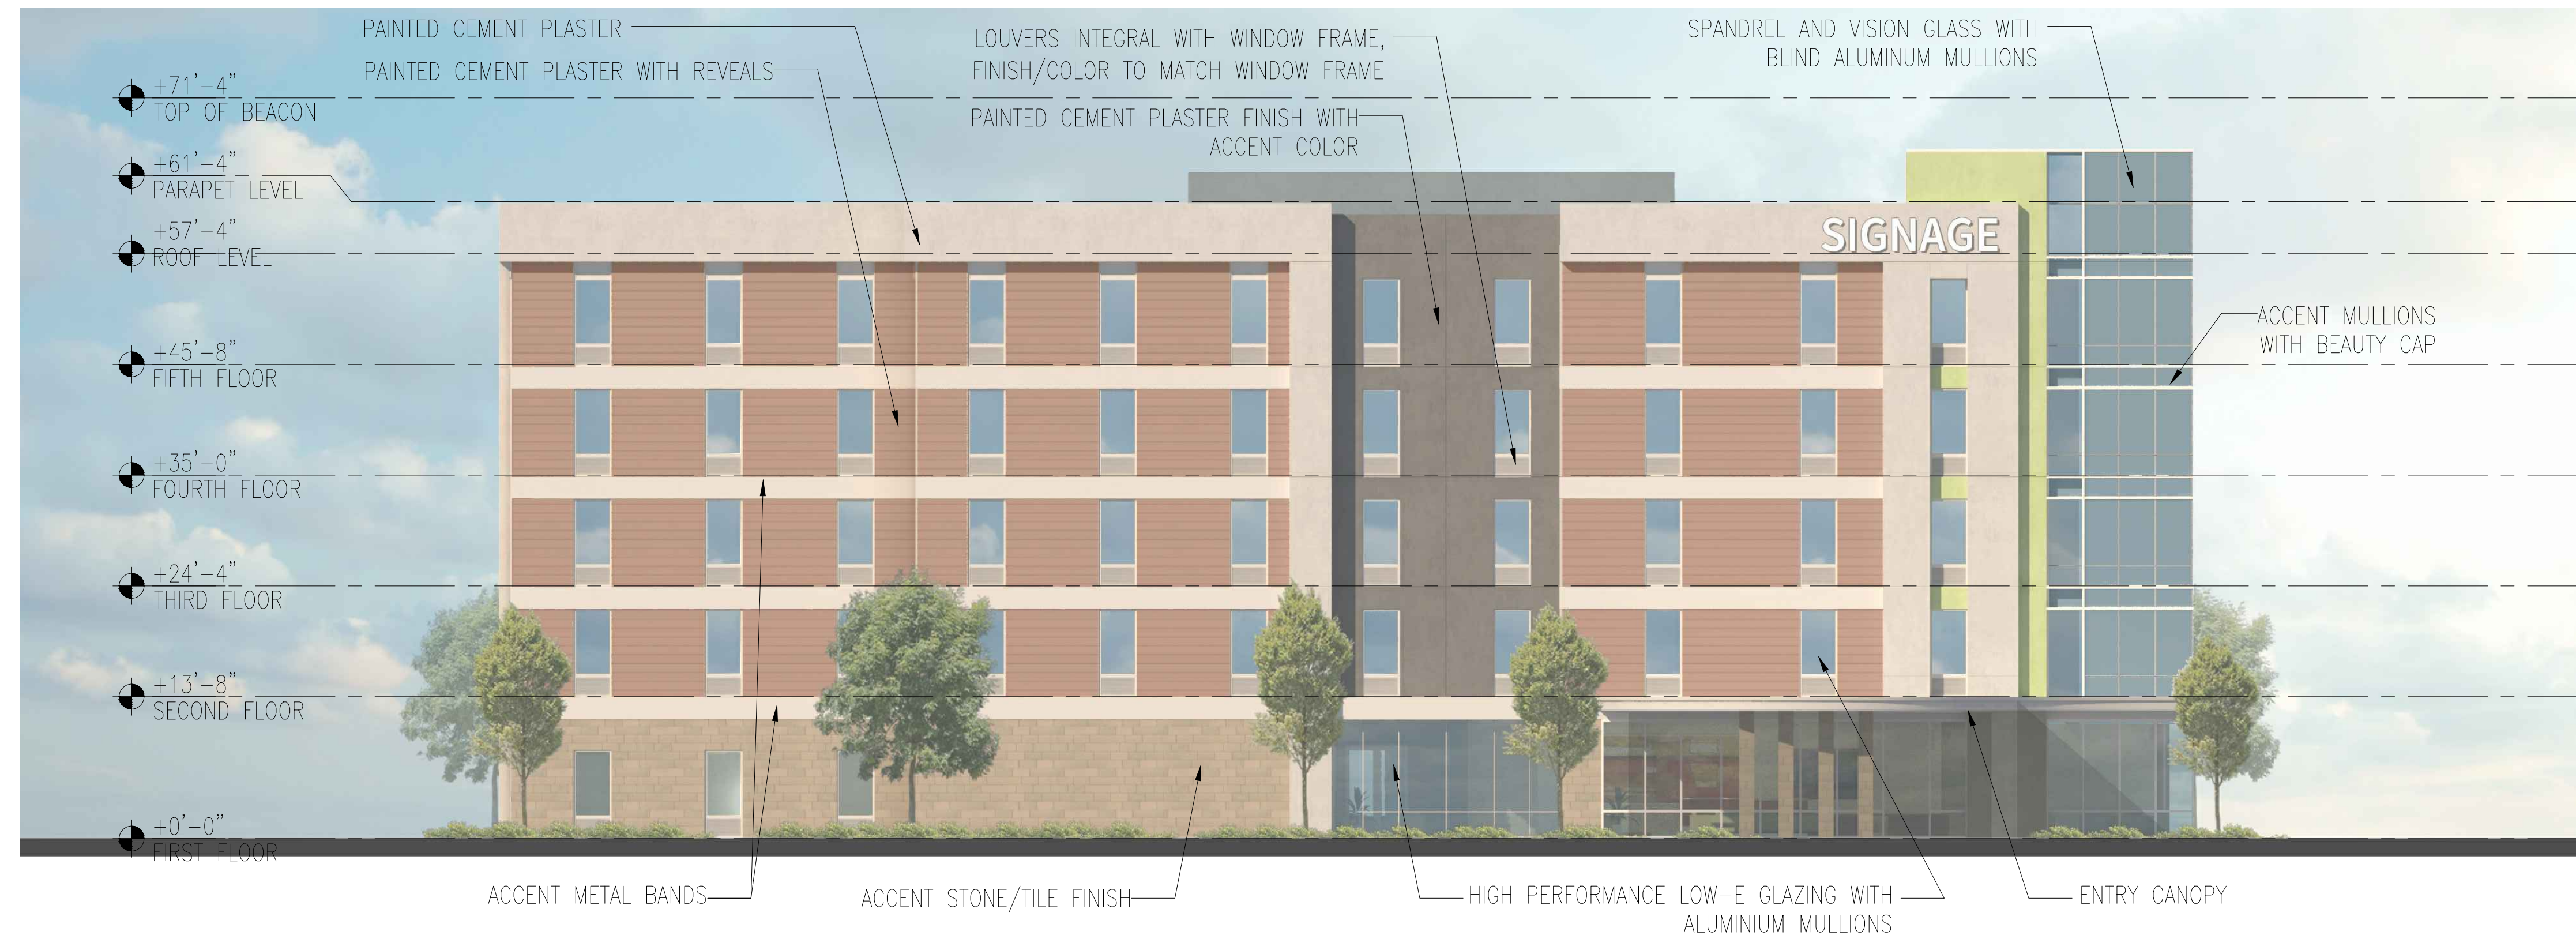 PAINTED CEMENT PLASTER
PAINTED CEMENT PLASTER WITH REVEALS
LOUVERS INTEGRAL WITH WINDOW FRAME,
FINISH/COLOR TO MATCH WINDOW FRAME
PAINTED CEMENT PLASTER FINISH WITH
ACCENT COLOR
SPANDREL AND VISION GLASS WITH
BLIND ALUMINUM MULLIONS
+71'-4"
TOP OF BEACON
+61'-4"
PARAPET LEVEL
+57'-4"
ROOF LEVEL
SIGNAGE
ACCENT MULLIONS
WITH BEAUTY CAP
+45'-8"
FIFTH FLOOR
+35'-0"
FOURTH FLOOR
+24'-4"
THIRD FLOOR
+13'-8"
SECOND FLOOR
+0'-0"
FIRST FLOOR
ACCENT METAL BANDS
ACCENT STONE/TILE FINISH
HIGH PERFORMANCE LOW-E GLAZING WITH
ALUMINIUM MULLIONS
ENTRY CANOPY